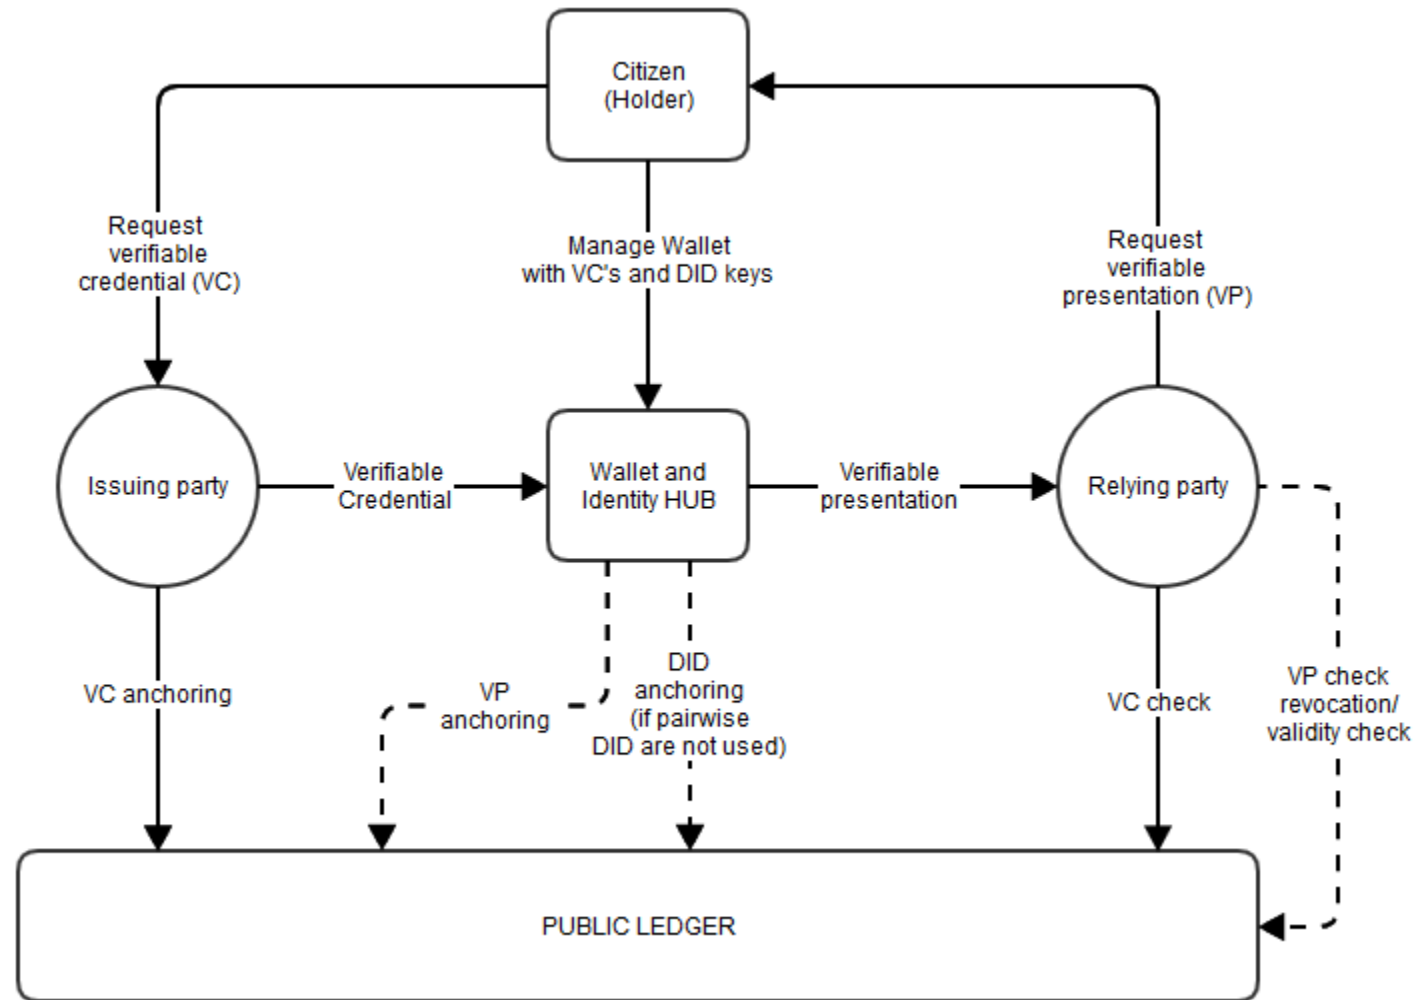 Citizen
(Holder)
Request
verifiable
credential (VC)
Manage Wallet
with VC's and DID keys
Request
verifiable
presentation (VP)
Issuing party
Verifiable
Credential
Wallet and
Identity HUB
Verifiable
presentation
Relying party
VC anchoring
VP
anchoring
DID
anchoring
(if pairwise
DID are not used)
VC check
VP check
revocation/
validity check
PUBLIC LEDGER